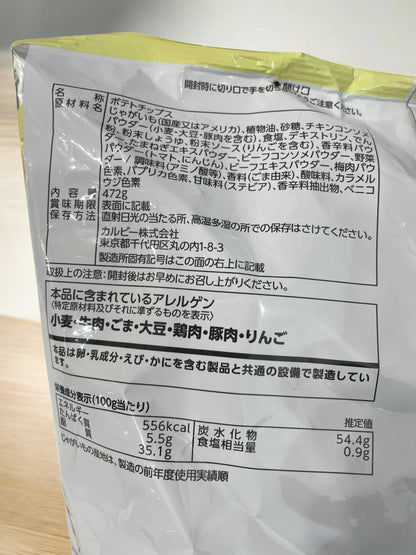 開封時に切り口で手を切
ご注意ください。
名 称 ポテトチップス
原材料名 じゃがいも(国産又はアメリカ)、植物油、砂糖、チキンコンソメ
パウダー(小麦・大豆・豚肉を含む)、食塩、デキストリン、
粉、粉末しょうゆ、粉末ソース(りんごを含む)、香辛料、パン
、たまねぎエキスパウダー、ビーフコンソメパウダー、野菜
パウダー(トマト、にんじん)、ビーフエキスパウダー、梅肉パウ
ダー/調味料(アミノ酸等)、香料(ごま由来)、酸味料、カラメル
色素、パプリカ色素、甘味料(ステビア)、香辛料抽出物、ベニコ
ウジ色素
内容量 472g
賞味期限 表面に記載
保存方法 直射日光の当たる所、高温多湿の所での保存はさけてください。
カルビー株式会社
東京都千代田区丸の内1-8-3
製造所固有記号はこの面の右上に記載
取扱上の注意:開封後はお早めにお召し上がりください。
本品に含まれているアレルゲン
(特定原材料及びそれに準ずるものを表示)
小麦・牛肉・ごま・大豆・鶏肉・豚肉・りんご
本品は卵・乳成分・えび・かにを含む製品と共通の設備で製造してい
ます。
栄養成分表示(100g当たり) 推定値
エネルギー 556kcal 炭水化物 54.4g
たんぱく質 5.5g 食塩相当量 0.9g
脂質 35.1g
じゃがいもの産地は、製造の前年度使用実績順